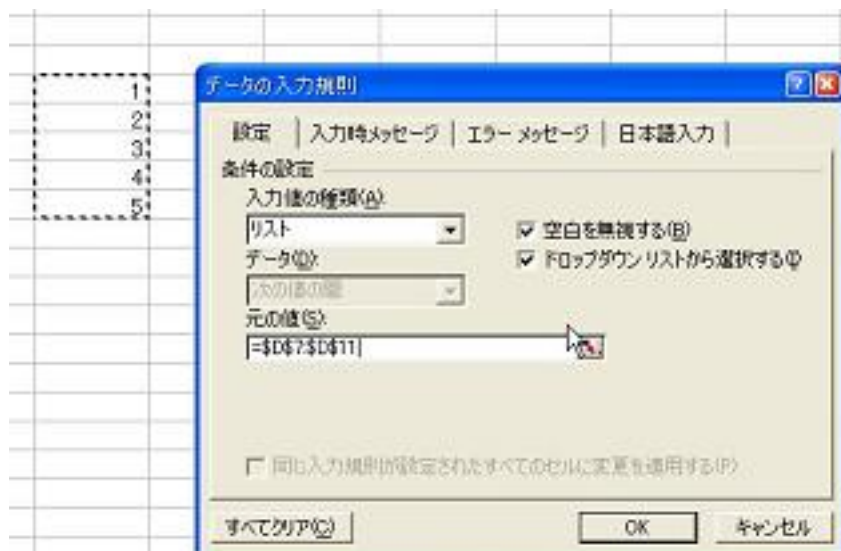 1
2
3
4
5
データの入力規則
設定 入力時メッセージ エラー メッセージ 日本語入力
条件の設定
入力値の種類(A):
リスト
空白を無視する(B)
データ(D):
ドロップダウン リストから選択する(I)
次の値の間
元の値(S):
=$D$7:$D$11
同じ入力規則が設定されたすべてのセルに変更を適用する(P)
すべてクリア(C) OK キャンセル